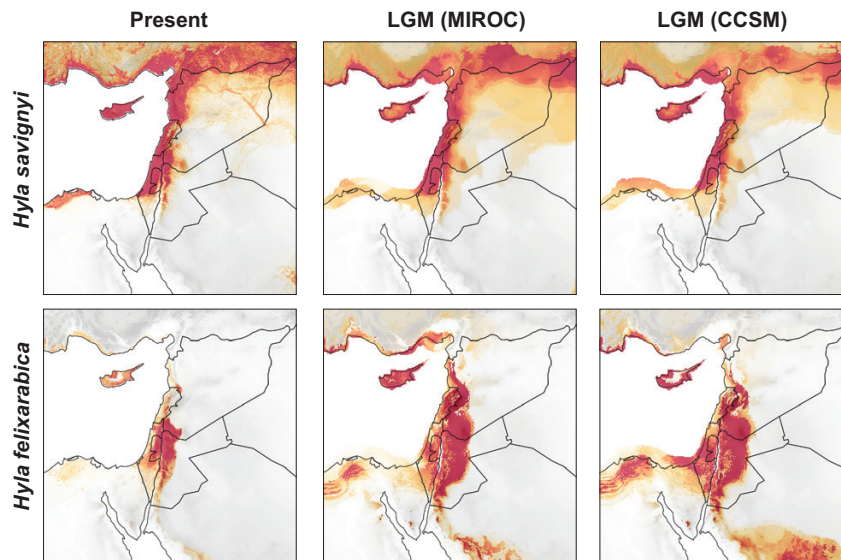 Present
LGM (MIROC)
LGM (CCSM)
Hyla savignyi
Hyla felixarabica